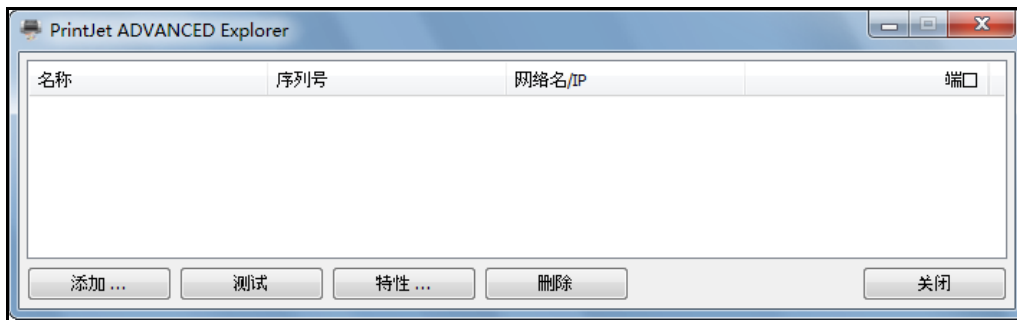 PrintJet ADVANCED Explorer
名称 序列号 网络名/IP 端口
添加 ... 测试 特性 ... 删除 关闭